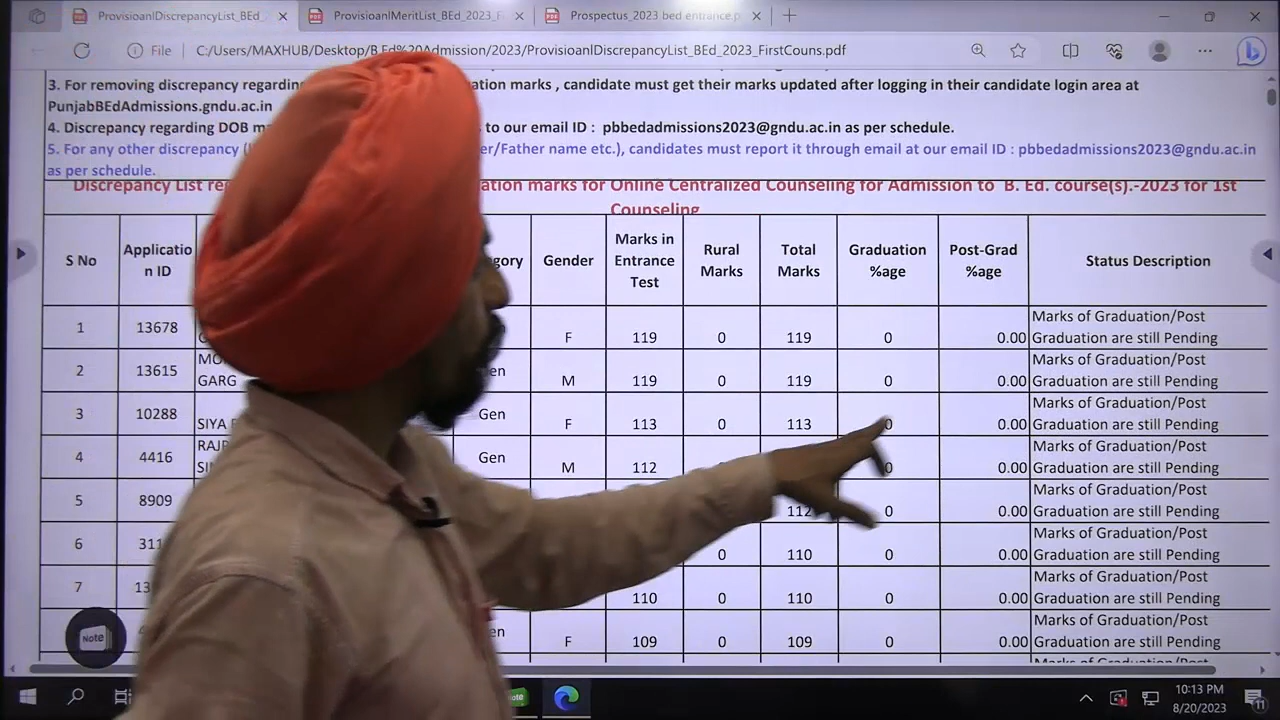 ProvisioanlDiscrepancyList_BEd_
ProvisioanlMeritList_BEd_2023_F
Prospectus_2023 bed entrance.p
File
C:/Users/MAXHUB/Desktop/B.Ed%20Admission/2023/ProvisioanlDiscrepancyList_BEd_2023_FirstCouns.pdf
3. For removing discrepancy regarding ation marks , candidate must get their marks updated after logging in their candidate login area at
PunjabBEdAdmissions.gndu.ac.in
4. Discrepancy regarding DOB to our email ID : pbbedadmissions2023@gndu.ac.in as per schedule.
5. For any other discrepancy er/Father name etc.), candidates must report it through email at our email ID : pbbedadmissions2023@gndu.ac.in
as per schedule.
Discrepancy List ation marks for Online Centralized Counseling for Admission to B. Ed. course(s).-2023 for 1st
Counseling
S No Applicatio n ID gory Gender Marks in Entrance Test Rural Marks Total Marks Graduation %age Post-Grad %age Status Description
1 13678 F 119 0 119 0 0.00 Marks of Graduation/Post
Graduation are still Pending
2 13615 GARG en M 119 0 119 0 0.00 Marks of Graduation/Post
Graduation are still Pending
3 10288 SIYA Gen F 113 0 113 0 0.00 Marks of Graduation/Post
Graduation are still Pending
4 4416 Gen M 112 0 0.00 Marks of Graduation/Post
Graduation are still Pending
5 8909 112 0 0.00 Marks of Graduation/Post
Graduation are still Pending
6 311 0 110 0 0.00 Marks of Graduation/Post
Graduation are still Pending
7 13 110 0 110 0 0.00 Marks of Graduation/Post
Graduation are still Pending
en F 109 0 109 0 0.00 Marks of Graduation/Post
Graduation are still Pending
Note
10:13 PM
8/20/2023
11